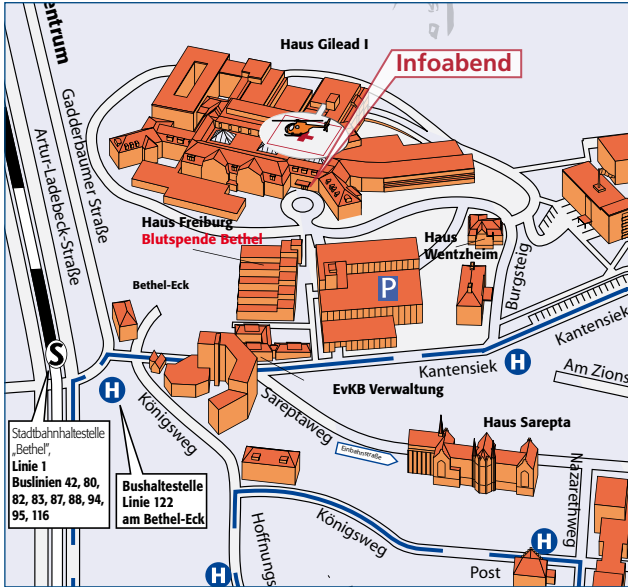 Zentrum
Haus Gilead I
Infoabend
Gadderbaumer Straße
Artur-Ladebeck-Straße
Haus Freiburg
Blutspende Bethel
Haus
Wentzheim
Burgsteig
Bethel-Eck
P
Kantensiek
S
H
Kantensiek
H
Am Zions
EvKB Verwaltung
Königsweg
Sareptaweg
Haus Sarepta
Stadtbahnhaltestelle
„Bethel“,
Linie 1
Buslinien 42, 80,
82, 83, 87, 88, 94,
95, 116
Bushaltestelle
Linie 122
am Bethel-Eck
Einbahnstraße
Nazarethweg
Königsweg
Hoffnungs
H
H
Post